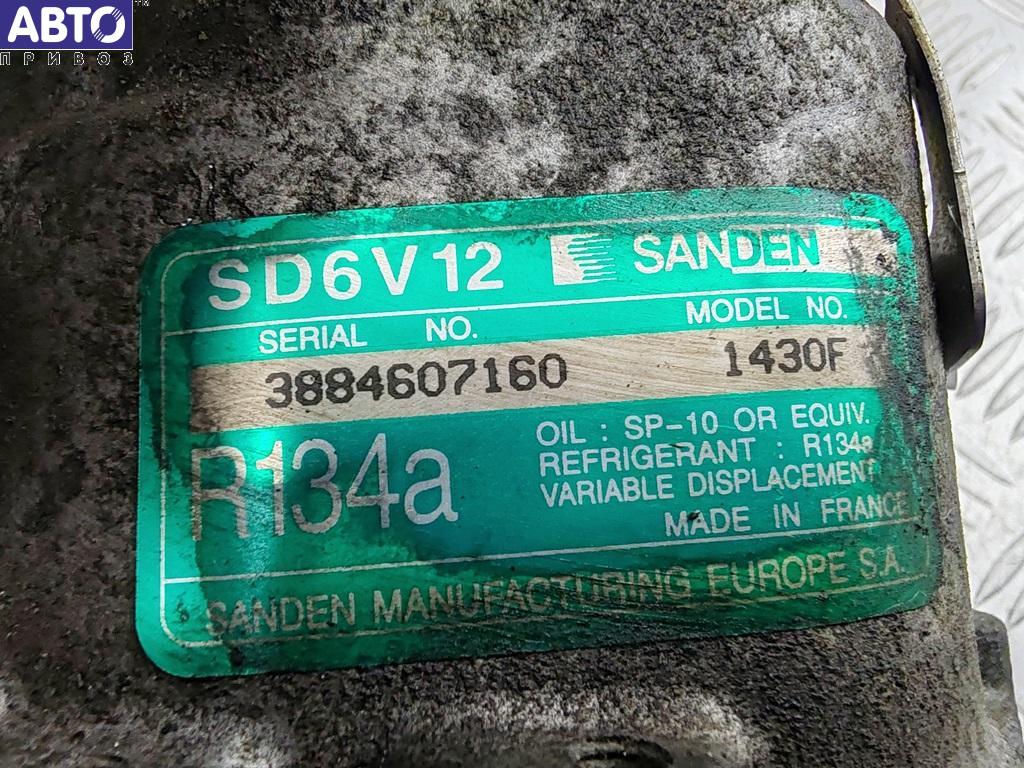 АВТО™
ПРИВОЗ
SD6V12 SANDEN
SERIAL NO. MODEL NO.
3884607160 1430F
R134a
OIL : SP-10 OR EQUIV.
REFRIGERANT : R134a
VARIABLE DISPLACEMENT
MADE IN FRANCE
SANDEN MANUFACTURING EUROPE S.A.